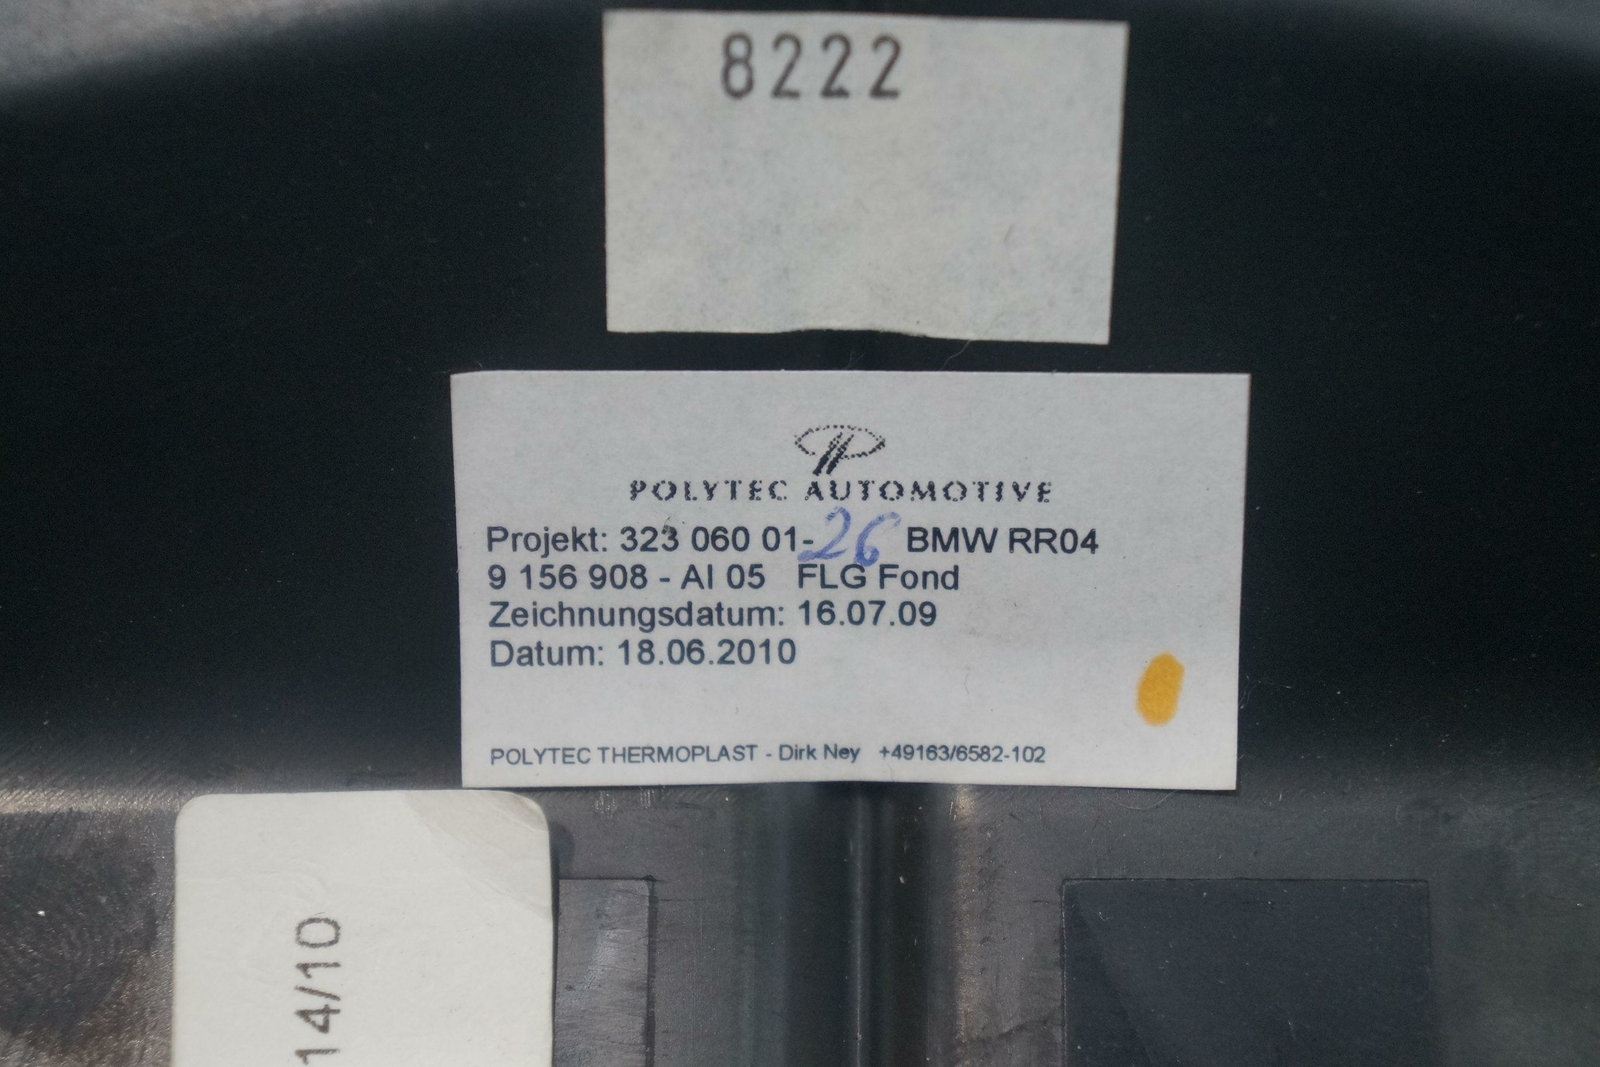 8222
POLYTEC AUTOMOTIVE
Projekt: 323 060 01-26 BMW RR04
9 156 908 - AI 05 FLG Fond
Zeichnungsdatum: 16.07.09
Datum: 18.06.2010
POLYTEC THERMOPLAST - Dirk Ney +49163/6582-102
14/10